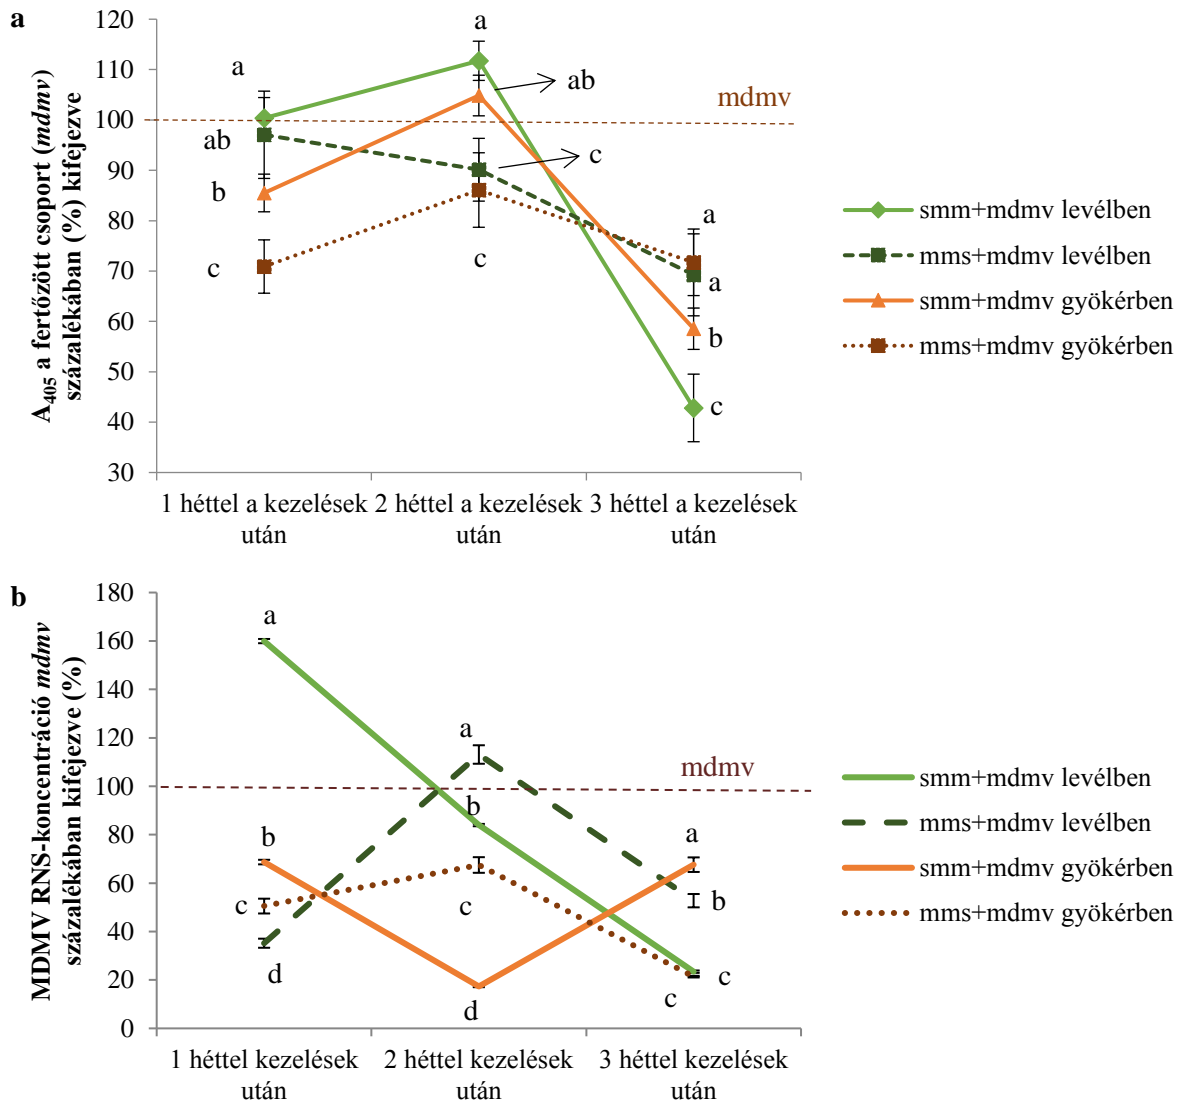 a
A₄₀₅ a fertőzött csoport (mdmv)
százalékában (%) kifejezve
120
110
100
90
80
70
60
50
40
30
a
a
ab
mdmv
ab
b
c
c
c
a
a
b
c
1 héttel a kezelések
után
2 héttel a kezelések
után
3 héttel a kezelések
után
smm+mdmv levélben
mms+mdmv levélben
smm+mdmv gyökérben
mms+mdmv gyökérben
b
MDMV RNS-koncentráció mdmv
százalékában kifejezve (%)
180
160
140
120
100
80
60
40
20
0
a
b
c
d
a
b
c
d
mdmv
a
b
c
c
1 héttel kezelések
után
2 héttel kezelések
után
3 héttel kezelések
után
smm+mdmv levélben
mms+mdmv levélben
smm+mdmv gyökérben
mms+mdmv gyökérben